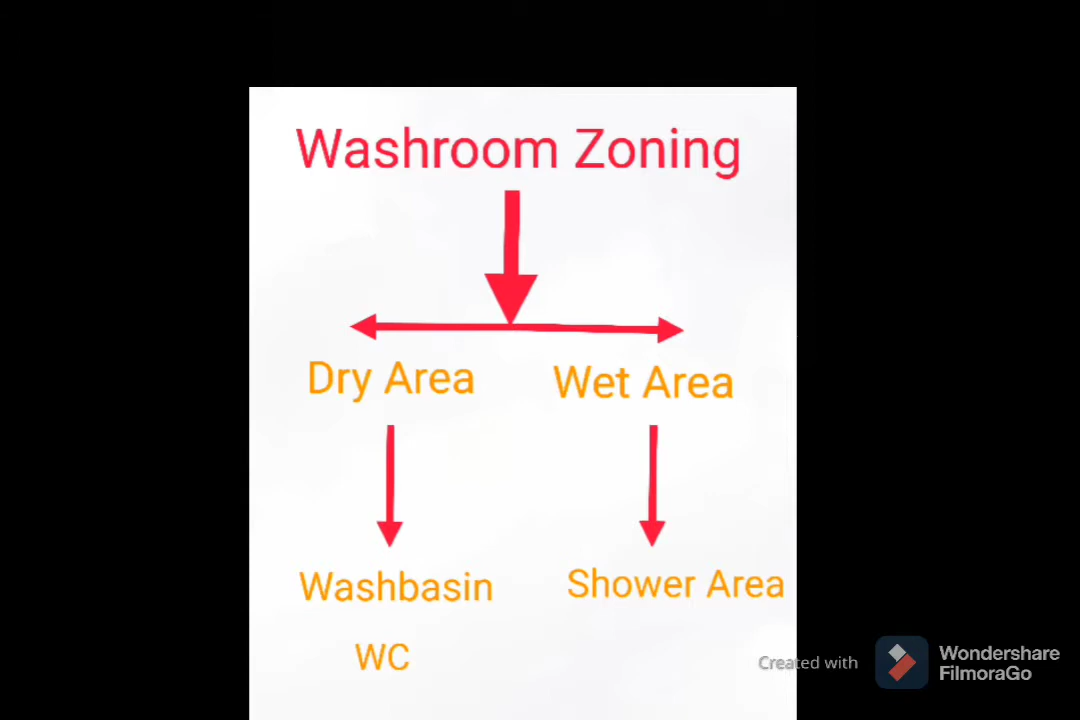 Washroom Zoning
Dry Area
Wet Area
Washbasin
Shower Area
WC
Created with
Wondershare
FilmoraGo